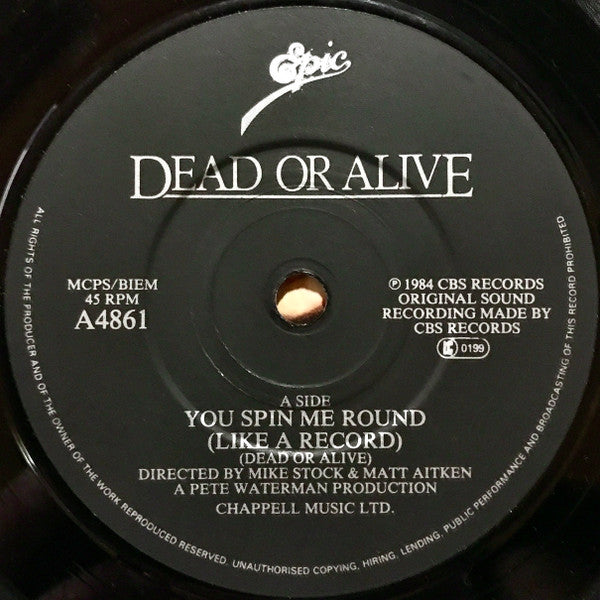 Epic
DEAD OR ALIVE
MCPS/BIEM
45 RPM
A4861
℗ 1984 CBS RECORDS
ORIGINAL SOUND
RECORDING MADE BY
CBS RECORDS
LC 0199
A SIDE
YOU SPIN ME ROUND
(LIKE A RECORD)
(DEAD OR ALIVE)
DIRECTED BY MIKE STOCK & MATT AITKEN
A PETE WATERMAN PRODUCTION
CHAPPELL MUSIC LTD.
ALL RIGHTS OF THE PRODUCER AND OF THE OWNER OF THE WORK REPRODUCED RESERVED. UNAUTHORISED COPYING, HIRING, LENDING, PUBLIC PERFORMANCE AND BROADCASTING OF THIS RECORD PROHIBITED